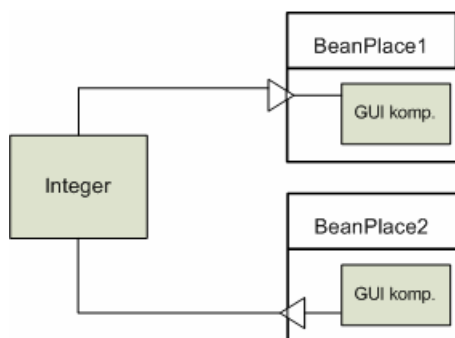 BeanPlace1
GUI komp.
Integer
BeanPlace2
GUI komp.